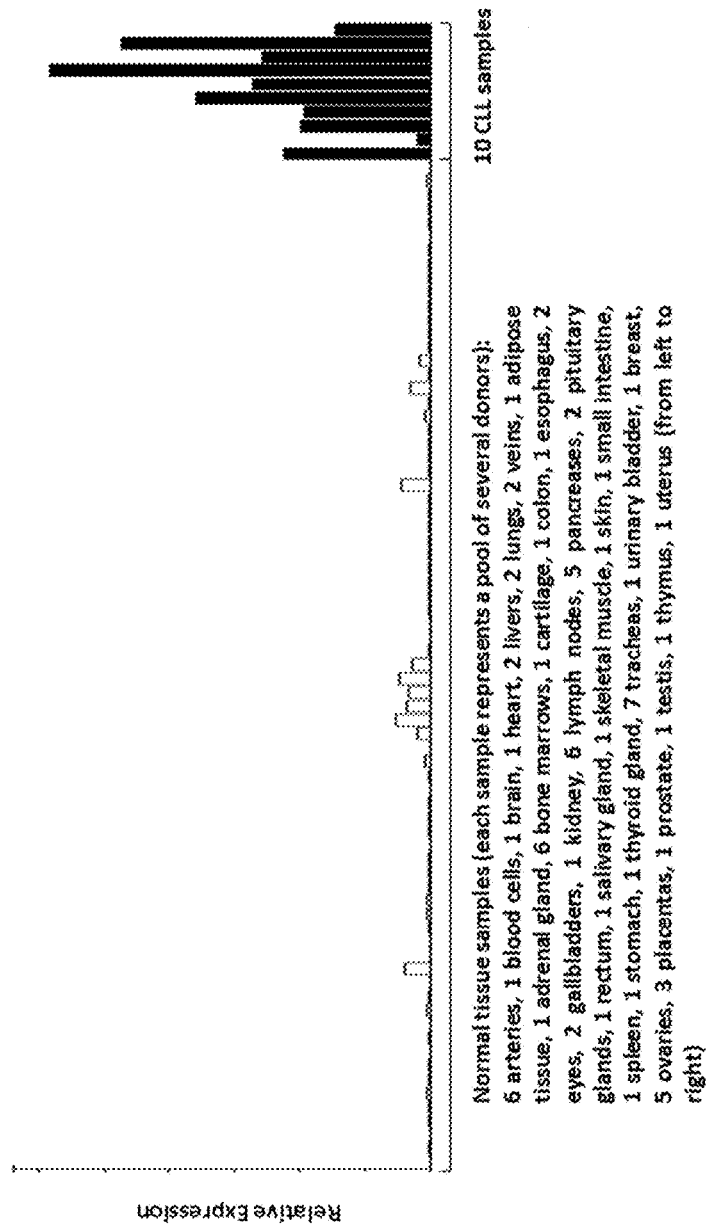 Relative Expression
10 CLL samples
Normal tissue samples (each sample represents a pool of several donors):
6 arteries, 1 blood cells, 1 brain, 1 heart, 2 livers, 2 lungs, 2 veins, 1 adipose
tissue, 1 adrenal gland, 6 bone marrows, 1 cartilage, 1 colon, 1 esophagus, 2
eyes, 2 gallbladders, 1 kidney, 6 lymph nodes, 5 pancreases, 2 pituitary
glands, 1 rectum, 1 salivary gland, 1 skeletal muscle, 1 skin, 1 small intestine,
1 spleen, 1 stomach, 1 thyroid gland, 7 tracheas, 1 urinary bladder, 1 breast,
5 ovaries, 3 placentas, 1 prostate, 1 testis, 1 thymus, 1 uterus (from left to
right)